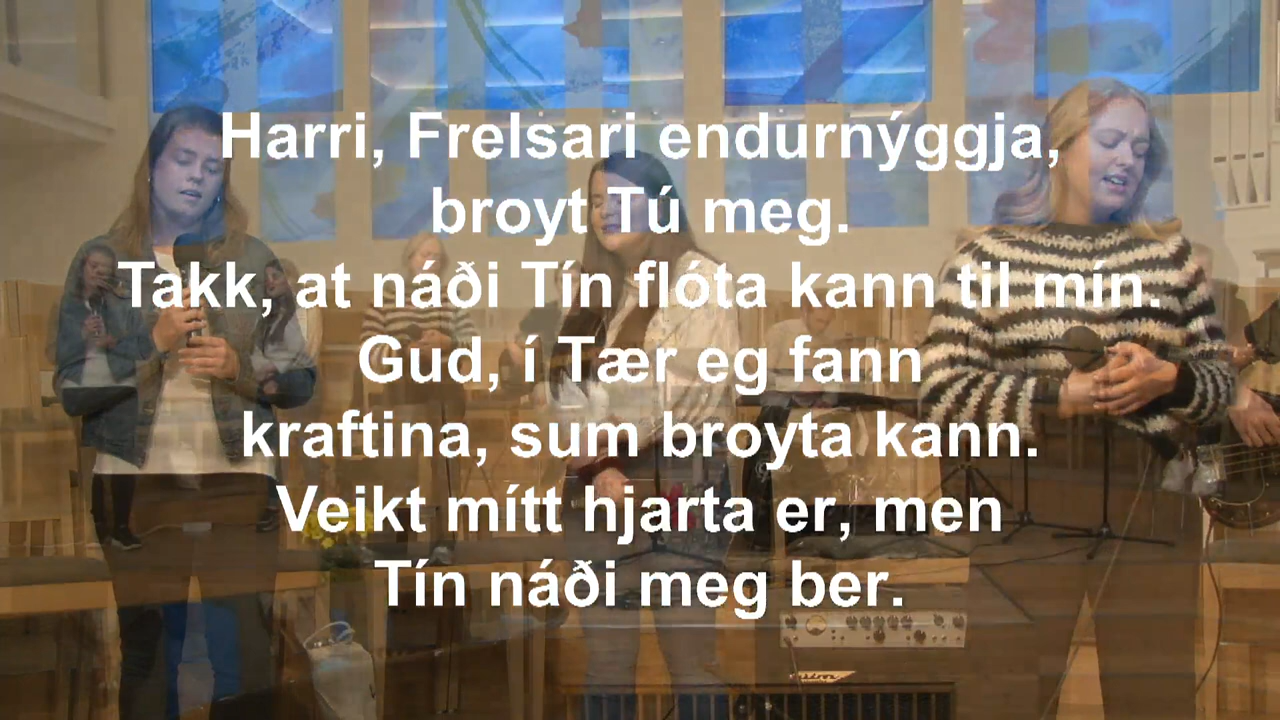 Harri, Frelsari endurnýggja,
broyt Tú meg.
Takk, at náði Tín flóta kann til mín.
Gud, í Tær eg fann
kraftina, sum broyta kann.
Veikt mítt hjarta er, men
Tín náði meg ber.